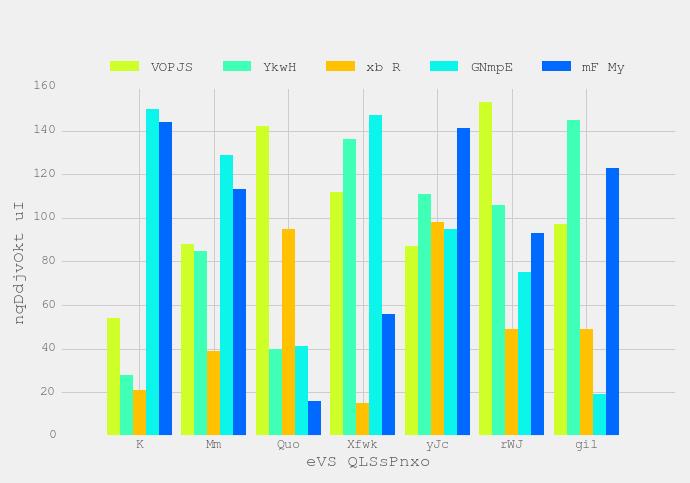 VOPJS YkwH xb R GNmpE mF My
160
140
120
100
80
60
40
20
0
nqDdjvOkt uI
K Mm Quo Xfwk yJc rWJ gil
eVS QLSsPnxo